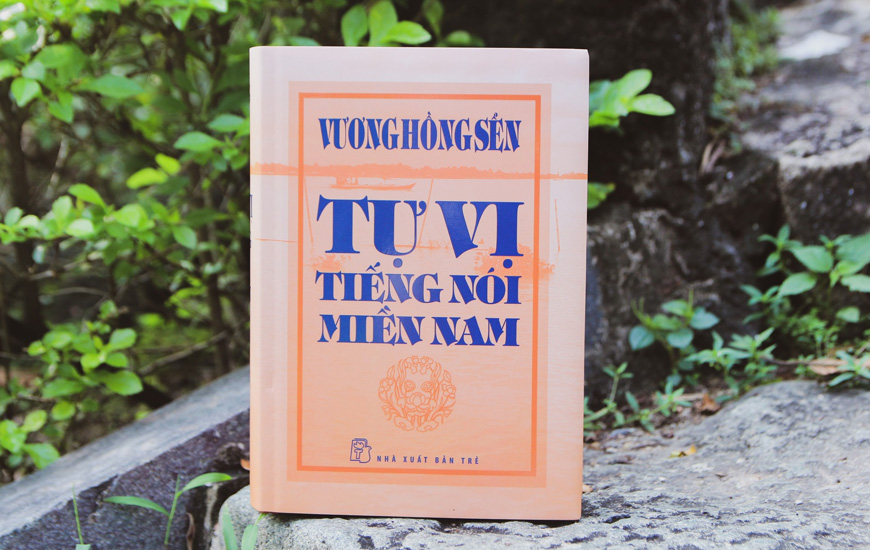 VƯƠNG HỒNG SỂN
TỰ VỊ
TIẾNG NÓI
MIỀN NAM
NHÀ XUẤT BẢN TRẺ